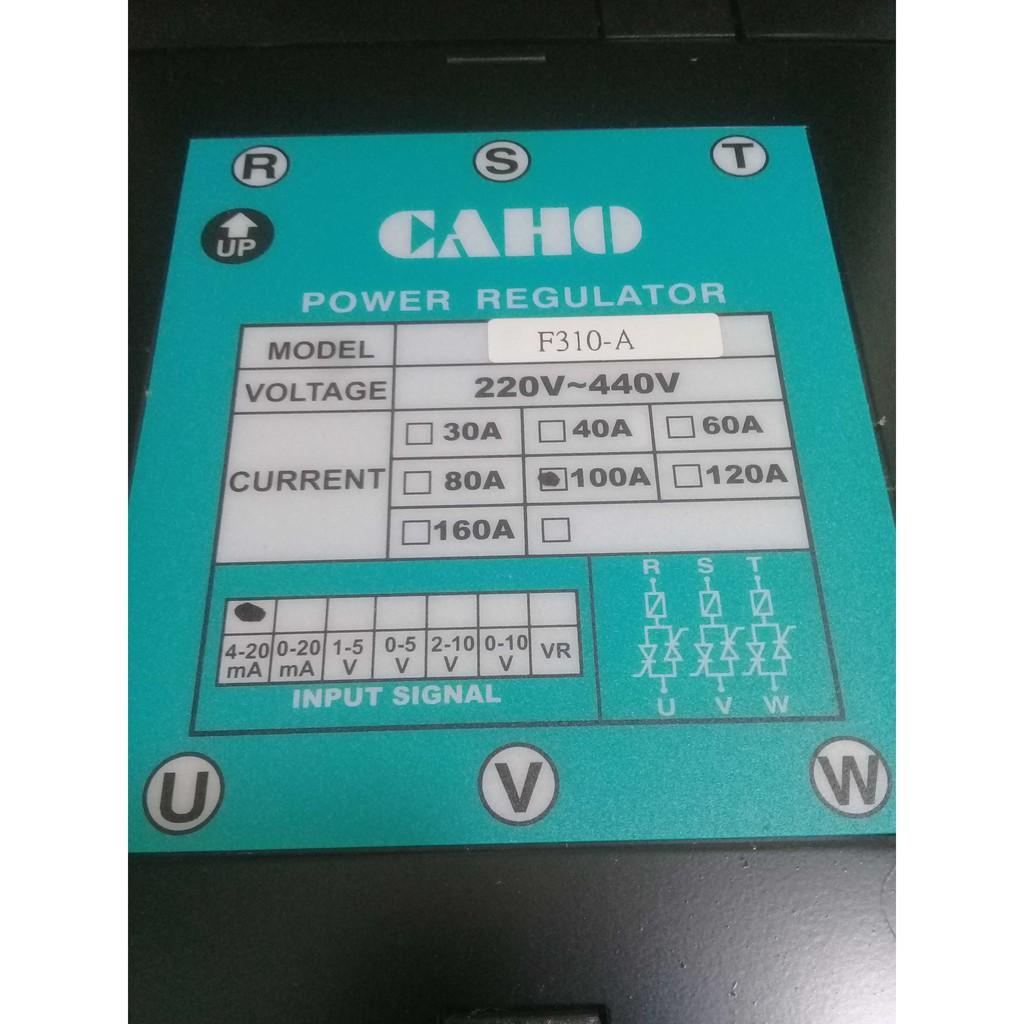 R S T
UP
CAHO
POWER REGULATOR
MODEL F310-A
VOLTAGE 220V~440V
CURRENT
30A 40A 60A
80A 100A 120A
160A
R S T
4-20 mA 0-20 mA 1-5 V 0-5 V 2-10 V 0-10 V VR
INPUT SIGNAL
U V W
U V W